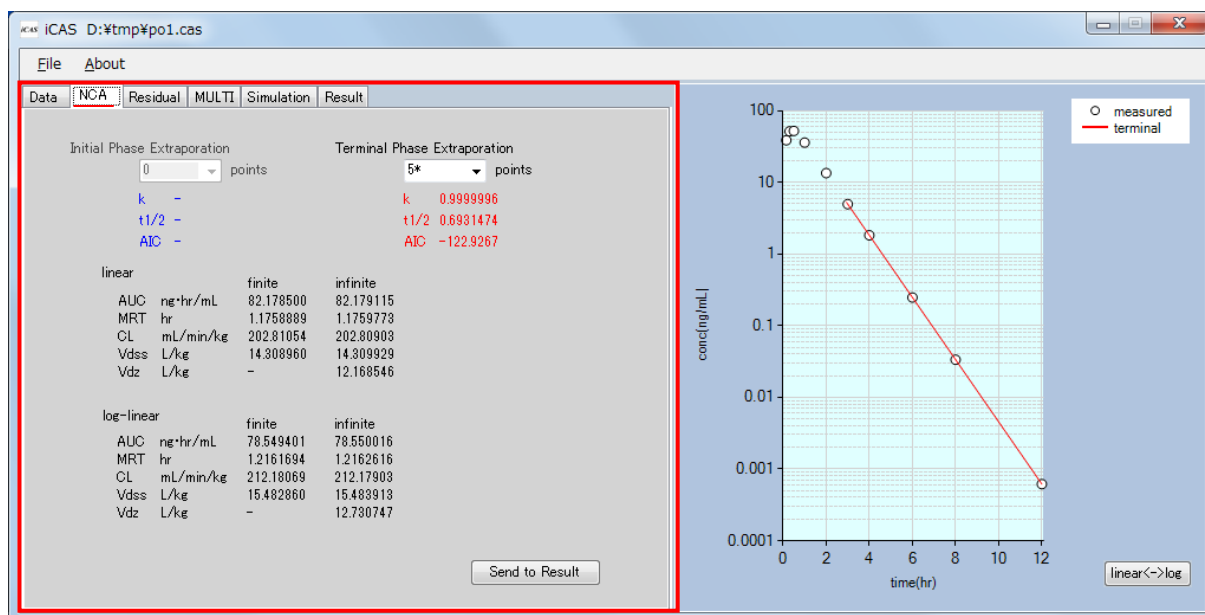 iCAS iCAS D:¥tmp¥po1.cas
File About
Data NCA Residual MULTI Simulation Result
Initial Phase Extraporation Terminal Phase Extraporation
0 points 5* points
k - k 0.9999996
t1/2 - t1/2 0.6931474
AIC - AIC -122.9267
linear
finite infinite
AUC ng·hr/mL 82.178500 82.179115
MRT hr 1.1758889 1.1759773
CL mL/min/kg 202.81054 202.80903
Vdss L/kg 14.308960 14.309929
Vdz L/kg - 12.168546
log-linear
finite infinite
AUC ng·hr/mL 78.549401 78.550016
MRT hr 1.2161694 1.2162616
CL mL/min/kg 212.18069 212.17903
Vdss L/kg 15.482860 15.483913
Vdz L/kg - 12.730747
Send to Result
conc[ng/mL]
100
10
1
0.1
0.01
0.001
0.0001
0 2 4 6 8 10 12
time(hr)
measured
terminal
linear<->log